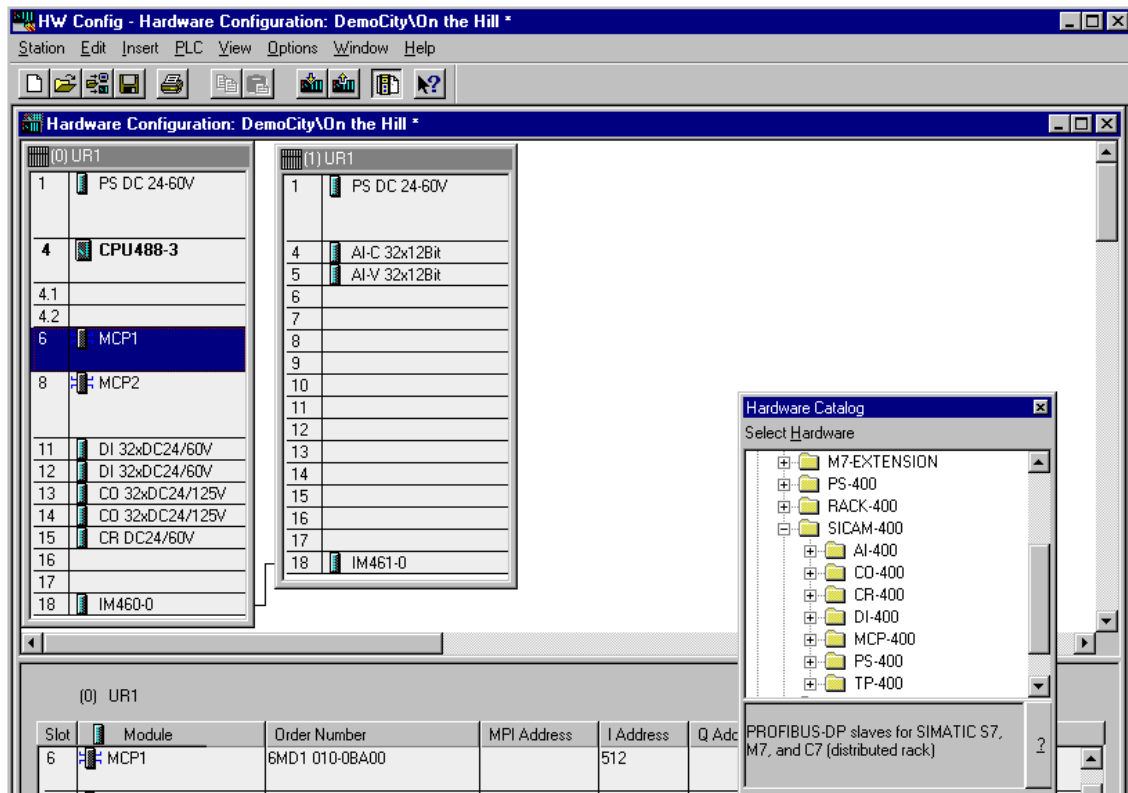 HW Config - Hardware Configuration: DemoCity\On the Hill *
Station Edit Insert PLC View Options Window Help
Hardware Configuration: DemoCity\On the Hill *
(0) UR1
1 PS DC 24-60V
4 CPU488-3
4.1
4.2
6 MCP1
8 MCP2
11 DI 32xDC24/60V
12 DI 32xDC24/60V
13 CO 32xDC24/125V
14 CO 32xDC24/125V
15 CR DC24/60V
16
17
18 IM460-0
(1) UR1
1 PS DC 24-60V
4 AI-C 32x12Bit
5 AI-V 32x12Bit
6
7
8
9
10
11
12
13
14
15
16
17
18 IM461-0
Hardware Catalog
Select Hardware
M7-EXTENSION
PS-400
RACK-400
SICAM-400
AI-400
CO-400
CR-400
DI-400
MCP-400
PS-400
TP-400
PROFIBUS-DP slaves for SIMATIC S7,
M7, and C7 (distributed rack)
?
(0) UR1
Slot Module Order Number MPI Address I Address Q Add
6 MCP1 6MD1 010-0BA00 512